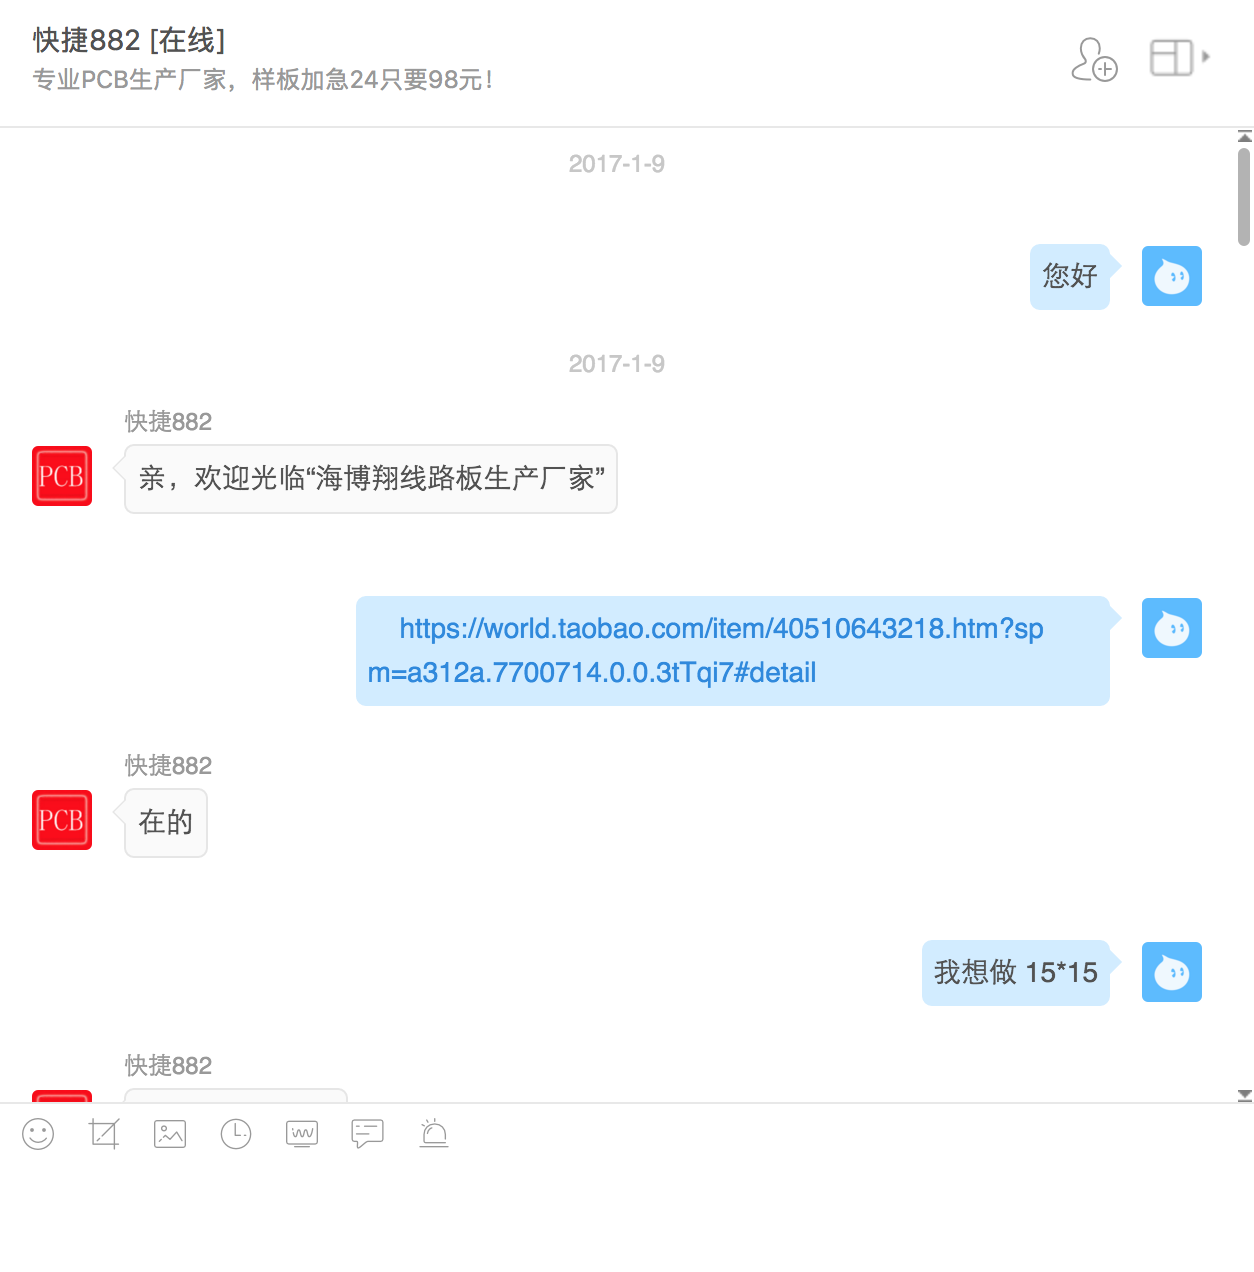 快捷882 [在线]
专业PCB生产厂家，样板加急24只要98元！
2017-1-9
您好
2017-1-9
快捷882
PCB
亲，欢迎光临“海博翔线路板生产厂家”
https://world.taobao.com/item/40510643218.htm?sp
m=a312a.7700714.0.0.3tTqi7#detail
快捷882
PCB
在的
我想做 15*15
快捷882